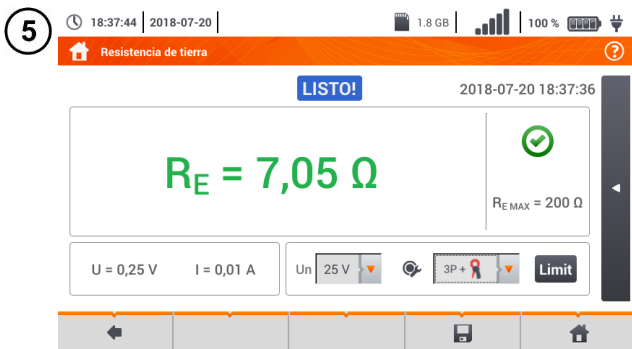 5
18:37:44 2018-07-20 1.8 GB 100 %
Resistencia de tierra ?
LISTO! 2018-07-20 18:37:36
RE = 7,05 Ω
RE MAX = 200 Ω
U = 0,25 V I = 0,01 A Un 25 V 3P + Limit